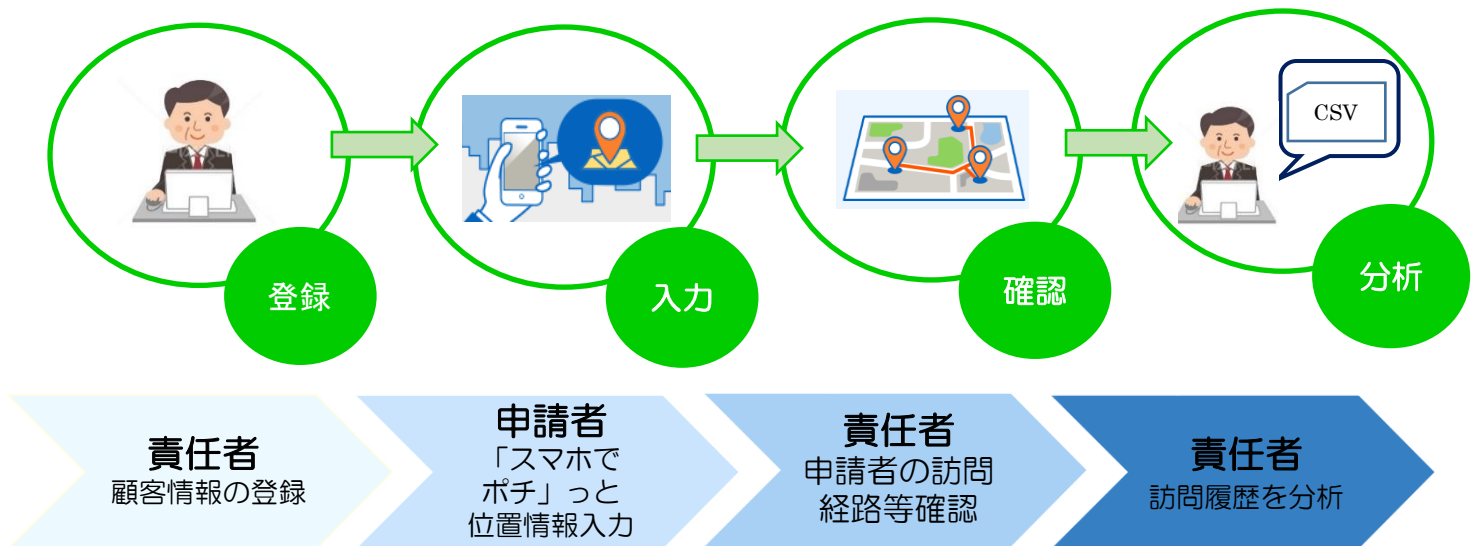 CSV
登録
入力
確認
分析
責任者
顧客情報の登録
申請者
「スマホで
ポチ」っと
位置情報入力
責任者
申請者の訪問
経路等確認
責任者
訪問履歴を分析